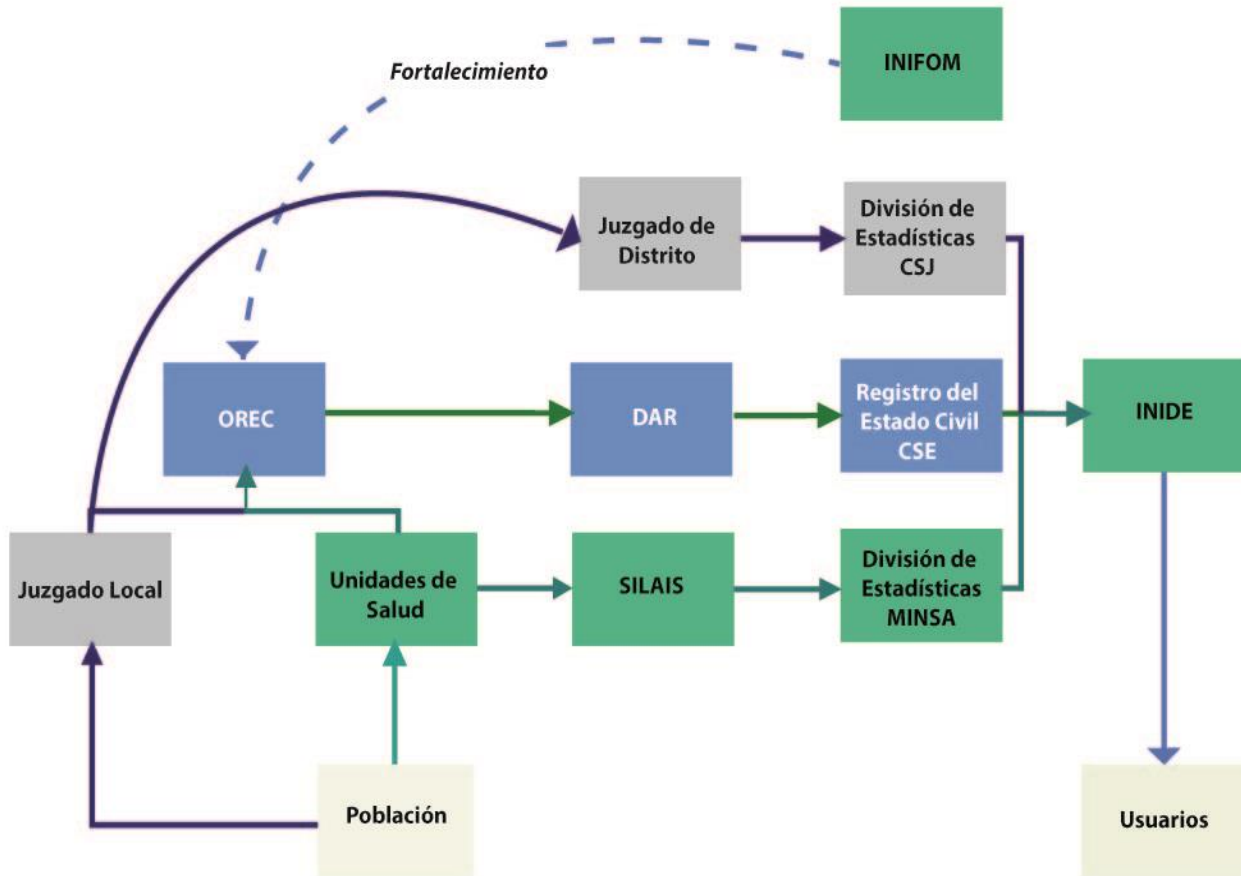 INIFOM
Fortalecimiento
Juzgado de
Distrito
División de
Estadísticas
CSJ
OREC
DAR
Registro del
Estado Civil
CSE
INIDE
Juzgado Local
Unidades de
Salud
SILAIS
División de
Estadísticas
MINSA
Población
Usuarios